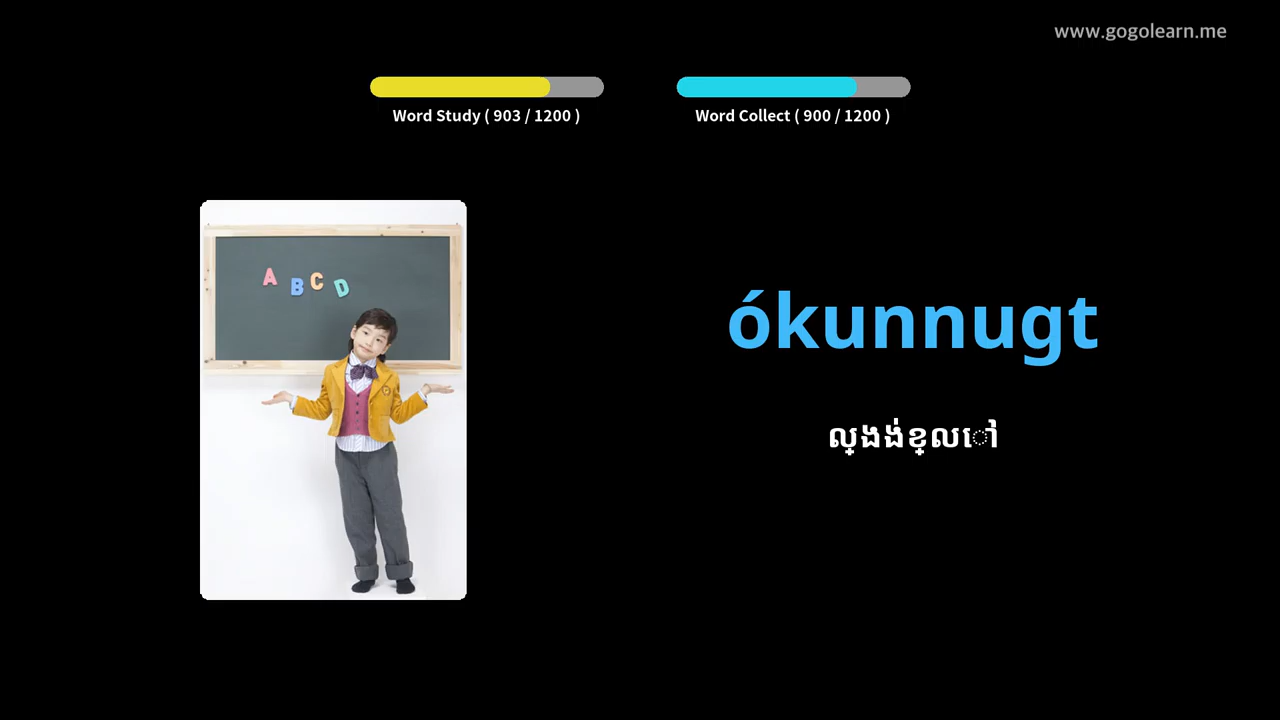 www.gogolearn.me
Word Study ( 903 / 1200 )
Word Collect ( 900 / 1200 )
A B C D
ókunnugt
ល្ងង់ខ្លៅ